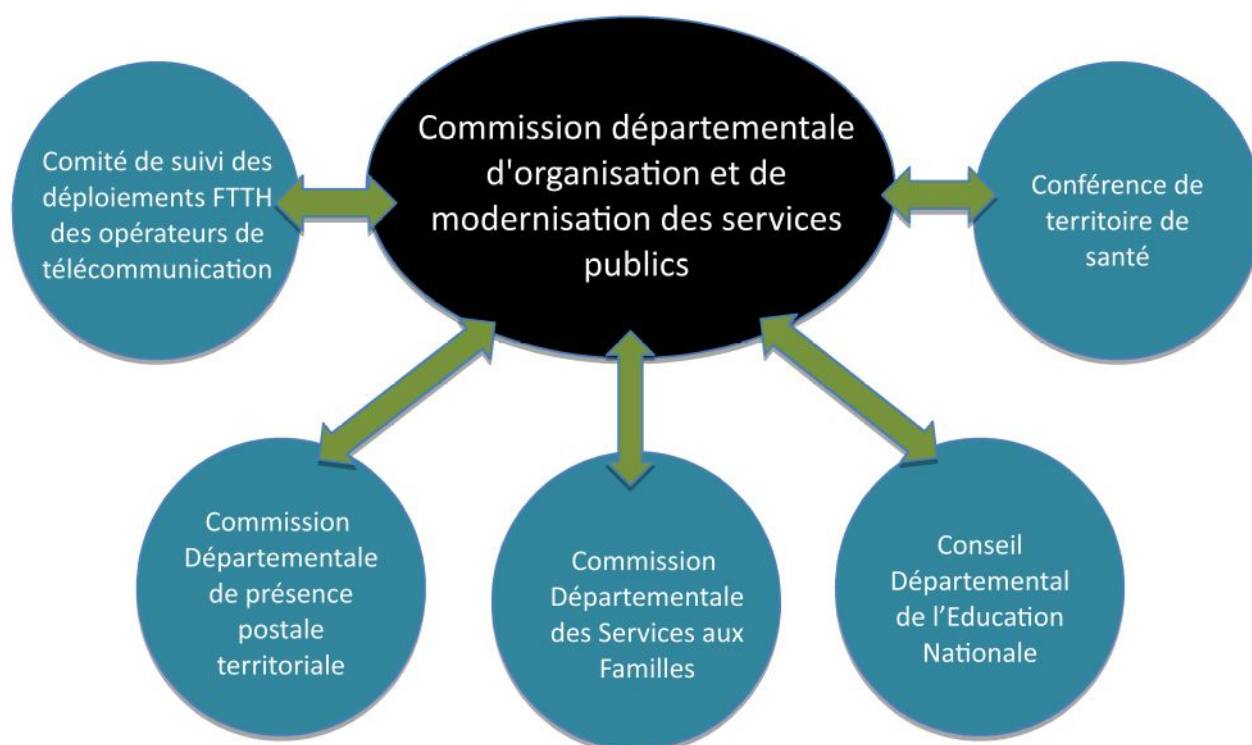 Commission départementale
d'organisation et de
modernisation des services
publics
Comité de suivi des
déploiements FTTH
des opérateurs de
télécommunication
Conférence de
territoire de
santé
Commission
Départementale
de présence
postale
territoriale
Commission
Départementale
des Services aux
Familles
Conseil
Départemental
de l’Education
Nationale